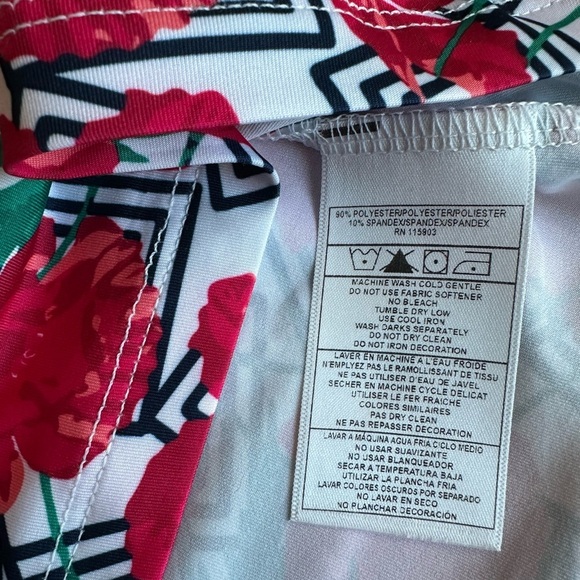 90% POLYESTER/POLYESTER/POLIESTER
10% SPANDEX/SPANDEX/SPANDEX
RN 115903
MACHINE WASH COLD GENTLE
DO NOT USE FABRIC SOFTENER
NO BLEACH
TUMBLE DRY LOW
USE COOL IRON
WASH DARKS SEPARATELY
DO NOT DRY CLEAN
DO NOT IRON DECORATION
LAVER EN MACHINE A L'EAU FROIDE
N'EMPLYEZ PAS LE RAMOLLISSANT DE TISSU
NE PAS UTILISER D'EAU DE JAVEL
SECHER EN MACHINE CYCLE DELICAT
UTILISER LE FER FRAICHE
COLORES SIMILAIRES
PAS DRY CLEAN
NE PAS REPASSER DECORATION
LAVAR A MÁQUINA AGUA FRIA CICLO MEDIO
NO USAR SUAVIZANTE
NO USAR BLANQUEADOR
SECAR A TEMPERATURA BAJA
UTILIZAR LA PLANCHA FRIA
LAVAR COLORES OSCUROS POR SEPARADO
NO LAVAR EN SECO
NO PLANCHAR DECORACION